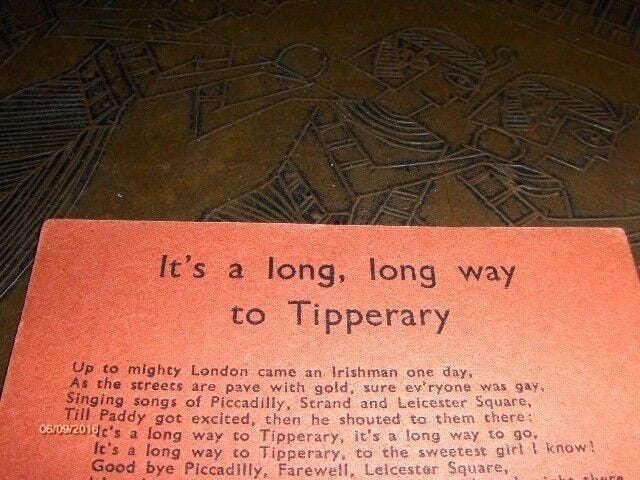 It's a long, long way
to Tipperary
Up to mighty London came an Irishman one day,
As the streets are pave with gold, sure ev'ryone was gay,
Singing songs of Piccadilly, Strand and Leicester Square,
Till Paddy got excited, then he shouted to them there:
It's a long way to Tipperary, it's a long way to go,
It's a long way to Tipperary, to the sweetest girl I know!
Good bye Piccadilly, Farewell, Leicester Square,
right there
06/09/2016